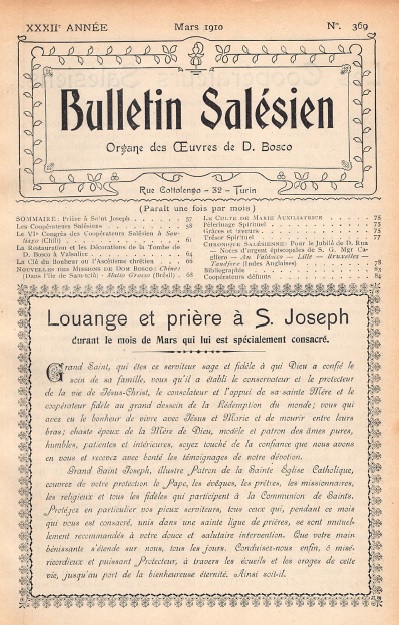 XXXIIe ANNÉE Mars 1910 N°. 369
Bulletin Salésien
Organe des Œuvres de D. Bosco
Rue Cottolengo - 32 - Turin
(Paraît une fois par mois)
SOMMAIRE: Prière à Saint Joseph . . . . . 57
Les Coopérateurs Salésiens . . . . . 58
Le VIe Congrès des Coopérateurs Salésiens à San-
tiago (Chili) . . . . . 61
La Restauration et les Décorations de la Tombe de
D. Bosco à Valsalice . . . . . 64
La Clé du Bonheur ou l'Ascétisme chrétien . . . 66
NOUVELLES DES MISSIONS DE DOM BOSCO: Chine:
(Dans l'île de San-tcià) - Matto Grosso (Brésil) . 68
LE CULTE DE MARIE AUXILIATRICE . . . . . 75
Pèlerinage Spirituel . . . . . 75
Grâces et faveurs . . . . . 75
Trésor Spirituel . . . . . 77
CHRONIQUE SALÉSIENNE: Pour le Jubilé de D. Rua
— Noces d'argent épiscopales de S. G. Mgr Ca-
gliero — Am Valdocco — Lille — Bruxelles —
Tandjore (Indes Anglaises) . . . . . 78
Bibliographie . . . . . 83
Coopérateurs défunts . . . . . 84
Louange et prière à S. Joseph
durant le mois de Mars qui lui est spécialement consacré.
Grand Saint, qui êtes ce serviteur sage et fidèle à qui Dieu a confié le
soin de sa famille, vous qu'il a établi le conservateur et le protecteur
de la vie de Jésus-Christ, le consolateur et l'appui de sa sainte Mère et le
coopérateur fidèle au grand dessein de la Rédemption du monde; vous qui
avez eu le bonheur de vivre avec Jésus et Marie et de mourir entre leurs
bras; chaste époux de la Mère de Dieu, modèle et patron des âmes pures,
humbles, patientes et intérieures, soyez touché de la confiance que nous avons
en vous et recevez avec bonté les témoignages de notre dévotion.
Grand Saint Joseph, illustre Patron de la Sainte Église Catholique,
couvrez de votre protection le Pape, les évêques, les prêtres, les missionnaires,
les religieux et tous les fidèles qui participent à la Communion de Saints.
Protégez en particulier vos pieux serviteurs, tous ceux qui, pendant ce mois
qui vous est consacré, unis dans une sainte ligue de prières, se sont mutuel-
lement recommandés à votre douce et salutaire intervention. Que votre main
bénissante s'étende sur nous, tous les jours. Conduisez-nous enfin, ô misé-
ricordieux et puissant Protecteur, à travers les écueils et les orages de cette
vie, jusqu'au port de la bienheureuse éternité. Ainsi soit-il.